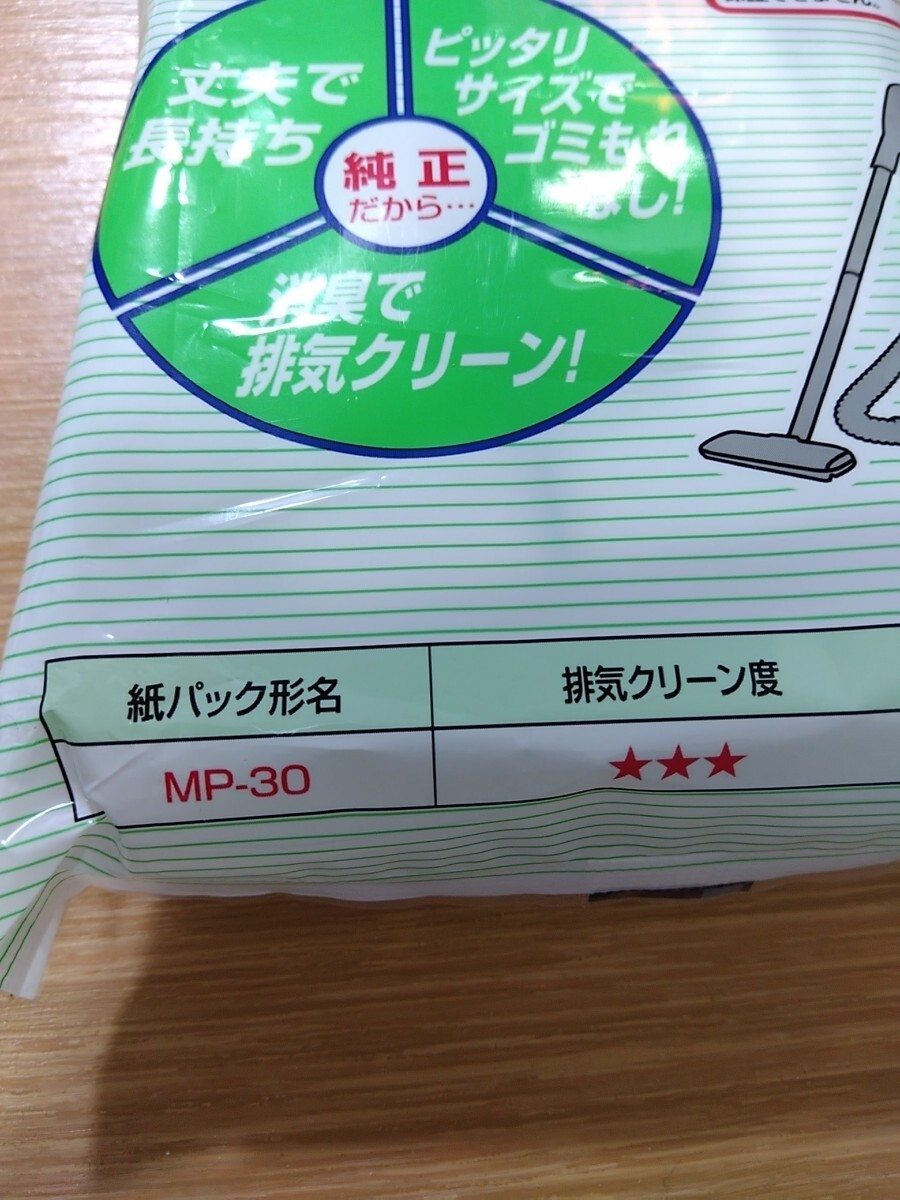 丈夫で
長持ち
ピッタリ
サイズで
ゴミもれ
なし!
純正
だから…
消臭で
排気クリーン!
紙パック形名
排気クリーン度
MP-30
★★★